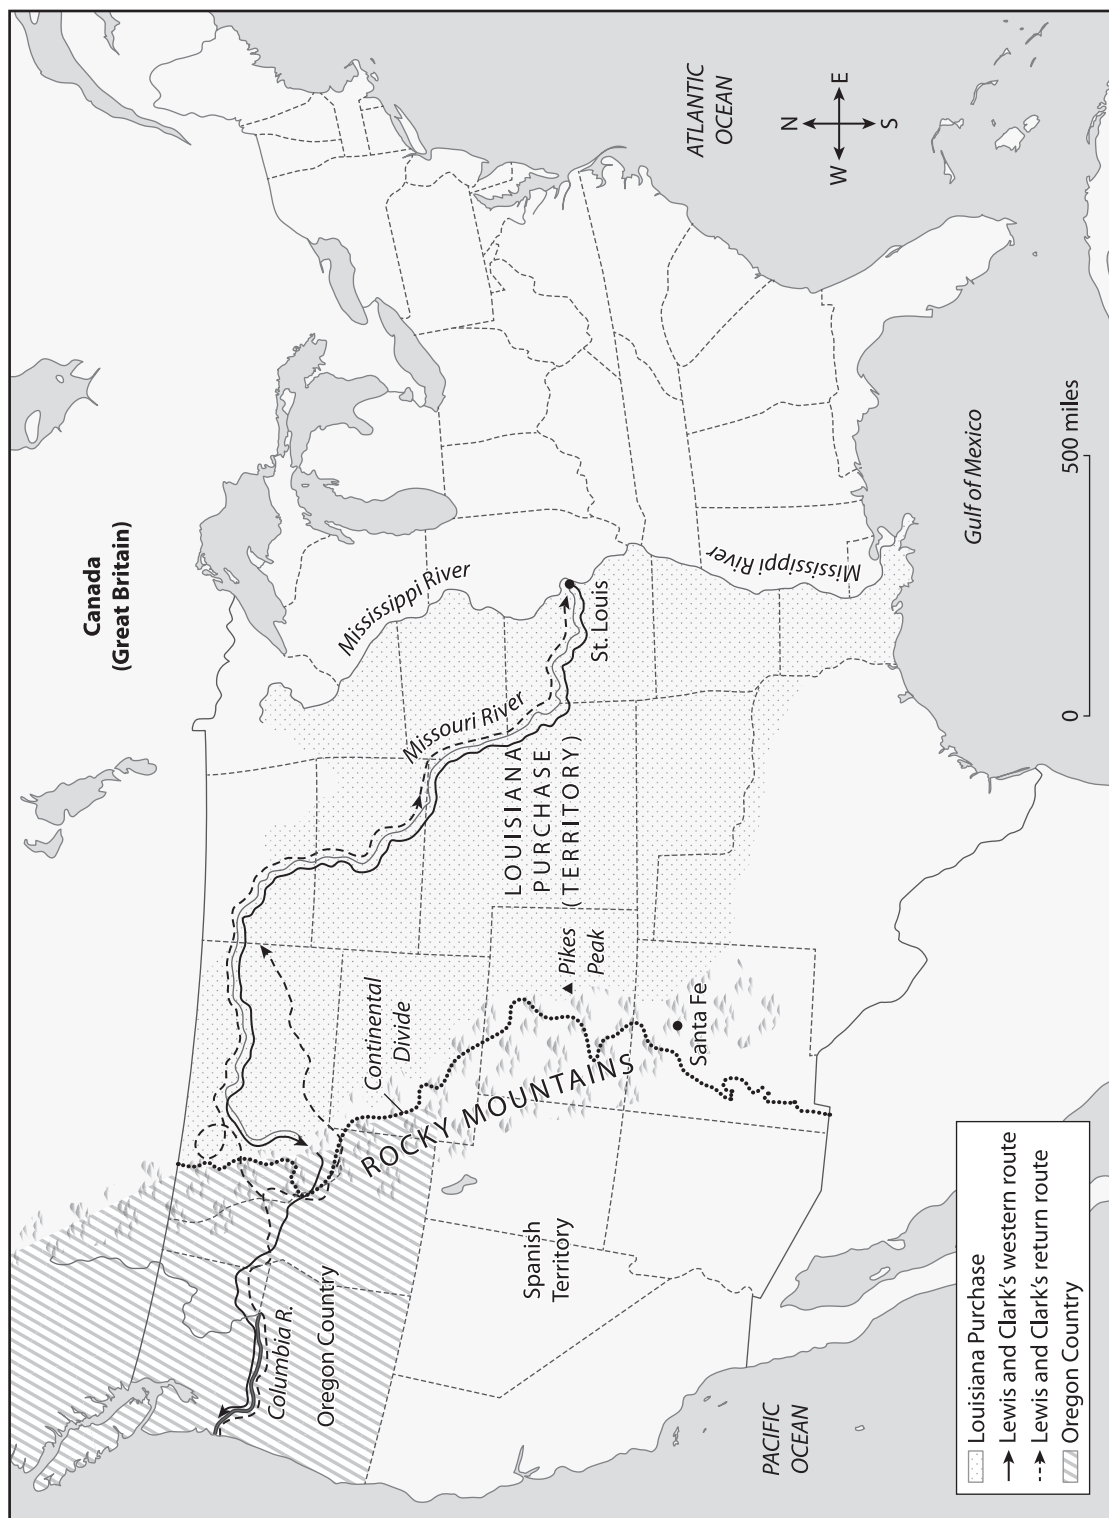 Canada
(Great Britain)
ATLANTIC
OCEAN
N
W
E
S
Mississippi River
Missouri River
St. Louis
LOUISIANA
PURCHASE
(TERRITORY)
Mississippi River
Gulf of Mexico
Continental
Divide
Pikes
Peak
Santa Fe
ROCKY MOUNTAINS
Columbia R.
Oregon Country
Spanish
Territory
PACIFIC
OCEAN
0
500 miles
Louisiana Purchase
Lewis and Clark's western route
Lewis and Clark's return route
Oregon Country